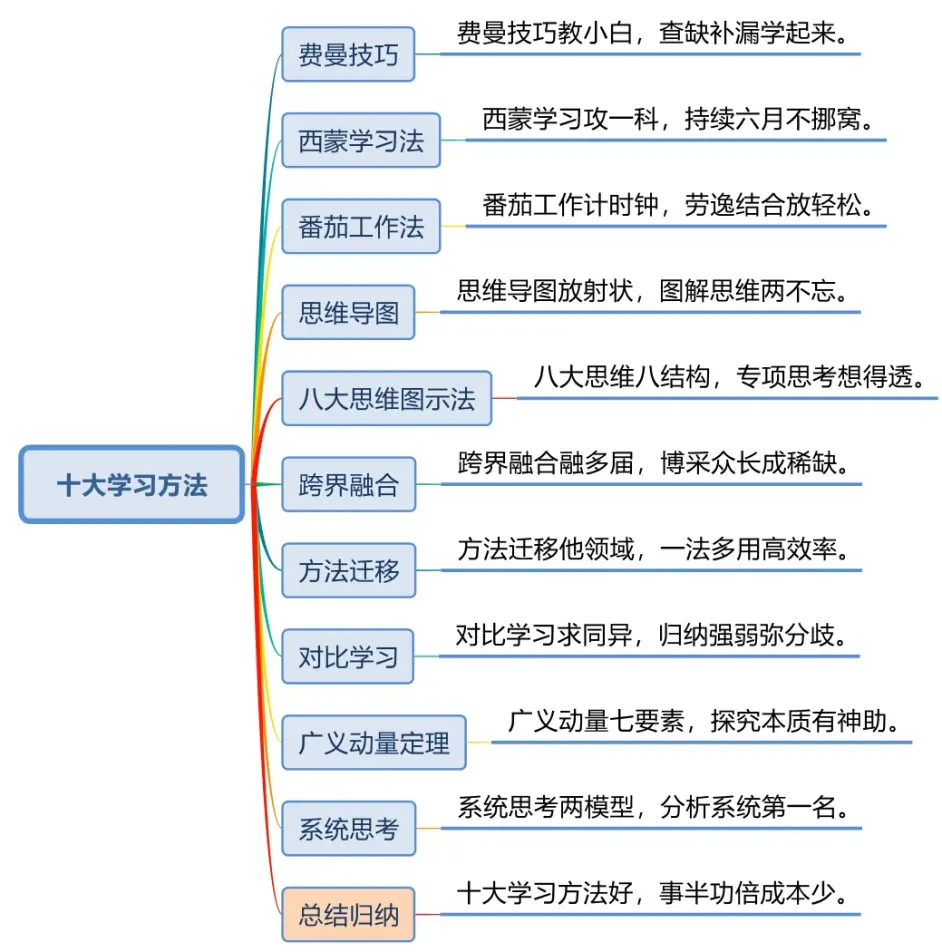 费曼技巧
费曼技巧教小白，查缺补漏学起来。
西蒙学习法
西蒙学习攻一科，持续六月不挪窝。
番茄工作法
番茄工作计时钟，劳逸结合放轻松。
思维导图
思维导图放射状，图解思维两不忘。
八大思维图示法
八大思维八结构，专项思考想得透。
十大学习方法
跨界融合
跨界融合融多届，博采众长成稀缺。
方法迁移
方法迁移他领域，一法多用高效率。
对比学习
对比学习求同异，归纳强弱弥分歧。
广义动量定理
广义动量七要素，探究本质有神助。
系统思考
系统思考两模型，分析系统第一名。
总结归纳
十大学习方法好，事半功倍成本少。